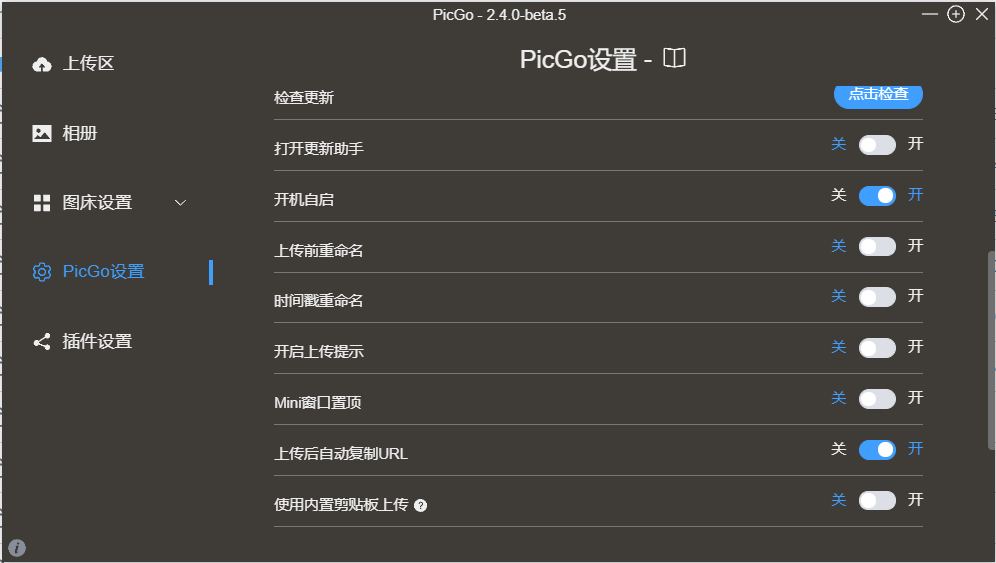 PicGo - 2.4.0-beta.5
上传区
相册
图床设置
PicGo设置
插件设置
PicGo设置 -
检查更新 点击检查
打开更新助手 关 开
开机自启 关 开
上传前重命名 关 开
时间戳重命名 关 开
开启上传提示 关 开
Mini窗口置顶 关 开
上传后自动复制URL 关 开
使用内置剪贴板上传 关 开